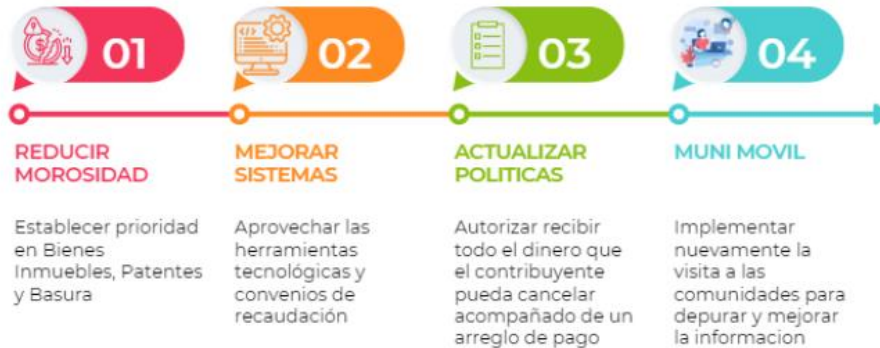 01
REDUCIR
MOROSIDAD
Establecer prioridad
en Bienes
Inmuebles, Patentes
y Basura
02
MEJORAR
SISTEMAS
Aprovechar las
herramientas
tecnológicas y
convenios de
recaudación
03
ACTUALIZAR
POLITICAS
Autorizar recibir
todo el dinero que
el contribuyente
pueda cancelar
acompañado de un
arreglo de pago
04
MUNI MOVIL
Implementar
nuevamente la
visita a las
comunidades para
depurar y mejorar
la informacion